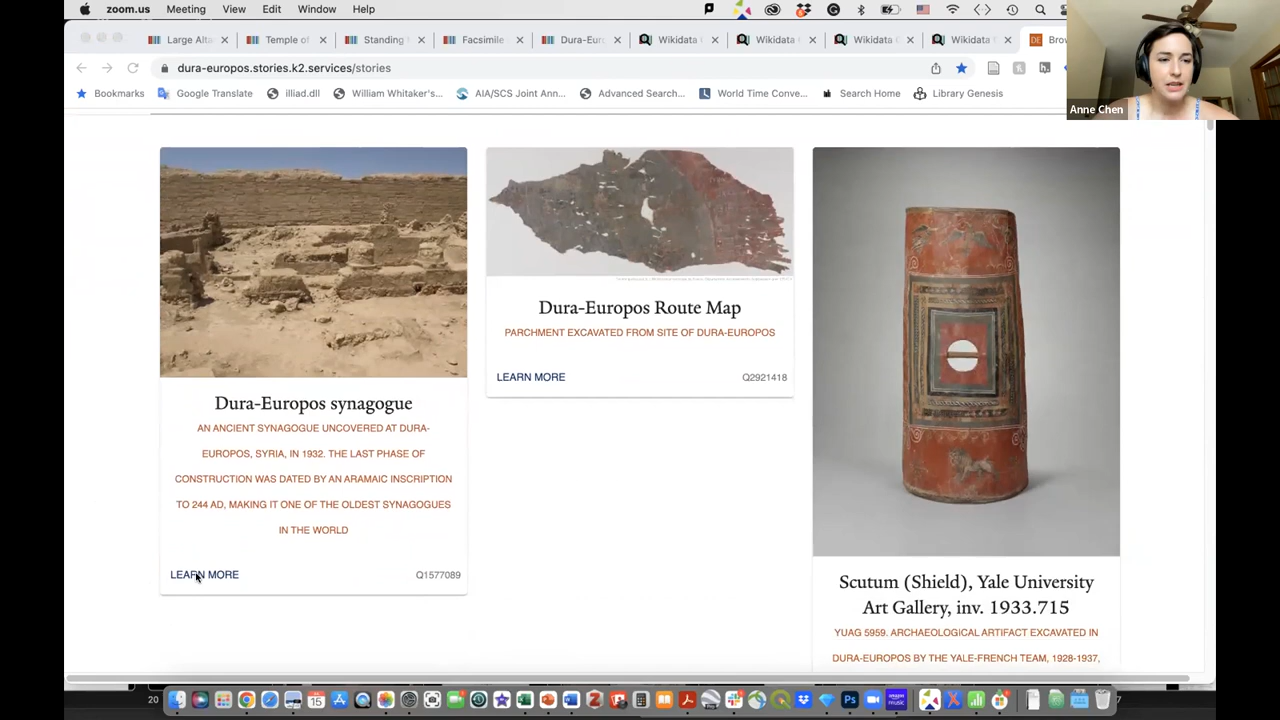 zoom.us Meeting View Edit Window Help
Large Alta Temple of Standing Facsimile Dura-Eur Wikidata Wikidata Wikidata Wikidata Bro
dura-europos.stories.k2.services/stories
Bookmarks Google Translate illiad.dll William Whitaker's... AIA/SCS Joint Ann... Advanced Search... World Time Conve... Search Home Library Genesis
Anne Chen
Dura-Europos synagogue
AN ANCIENT SYNAGOGUE UNCOVERED AT DURA-
EUROPOS, SYRIA, IN 1932. THE LAST PHASE OF
CONSTRUCTION WAS DATED BY AN ARAMAIC INSCRIPTION
TO 244 AD, MAKING IT ONE OF THE OLDEST SYNAGOGUES
IN THE WORLD
LEARN MORE Q1577089
Dura-Europos Route Map
PARCHMENT EXCAVATED FROM SITE OF DURA-EUROPOS
LEARN MORE Q2921418
Scutum (Shield), Yale University
Art Gallery, inv. 1933.715
YUAG 5959. ARCHAEOLOGICAL ARTIFACT EXCAVATED IN
DURA-EUROPOS BY THE YALE-FRENCH TEAM, 1928-1937,
20